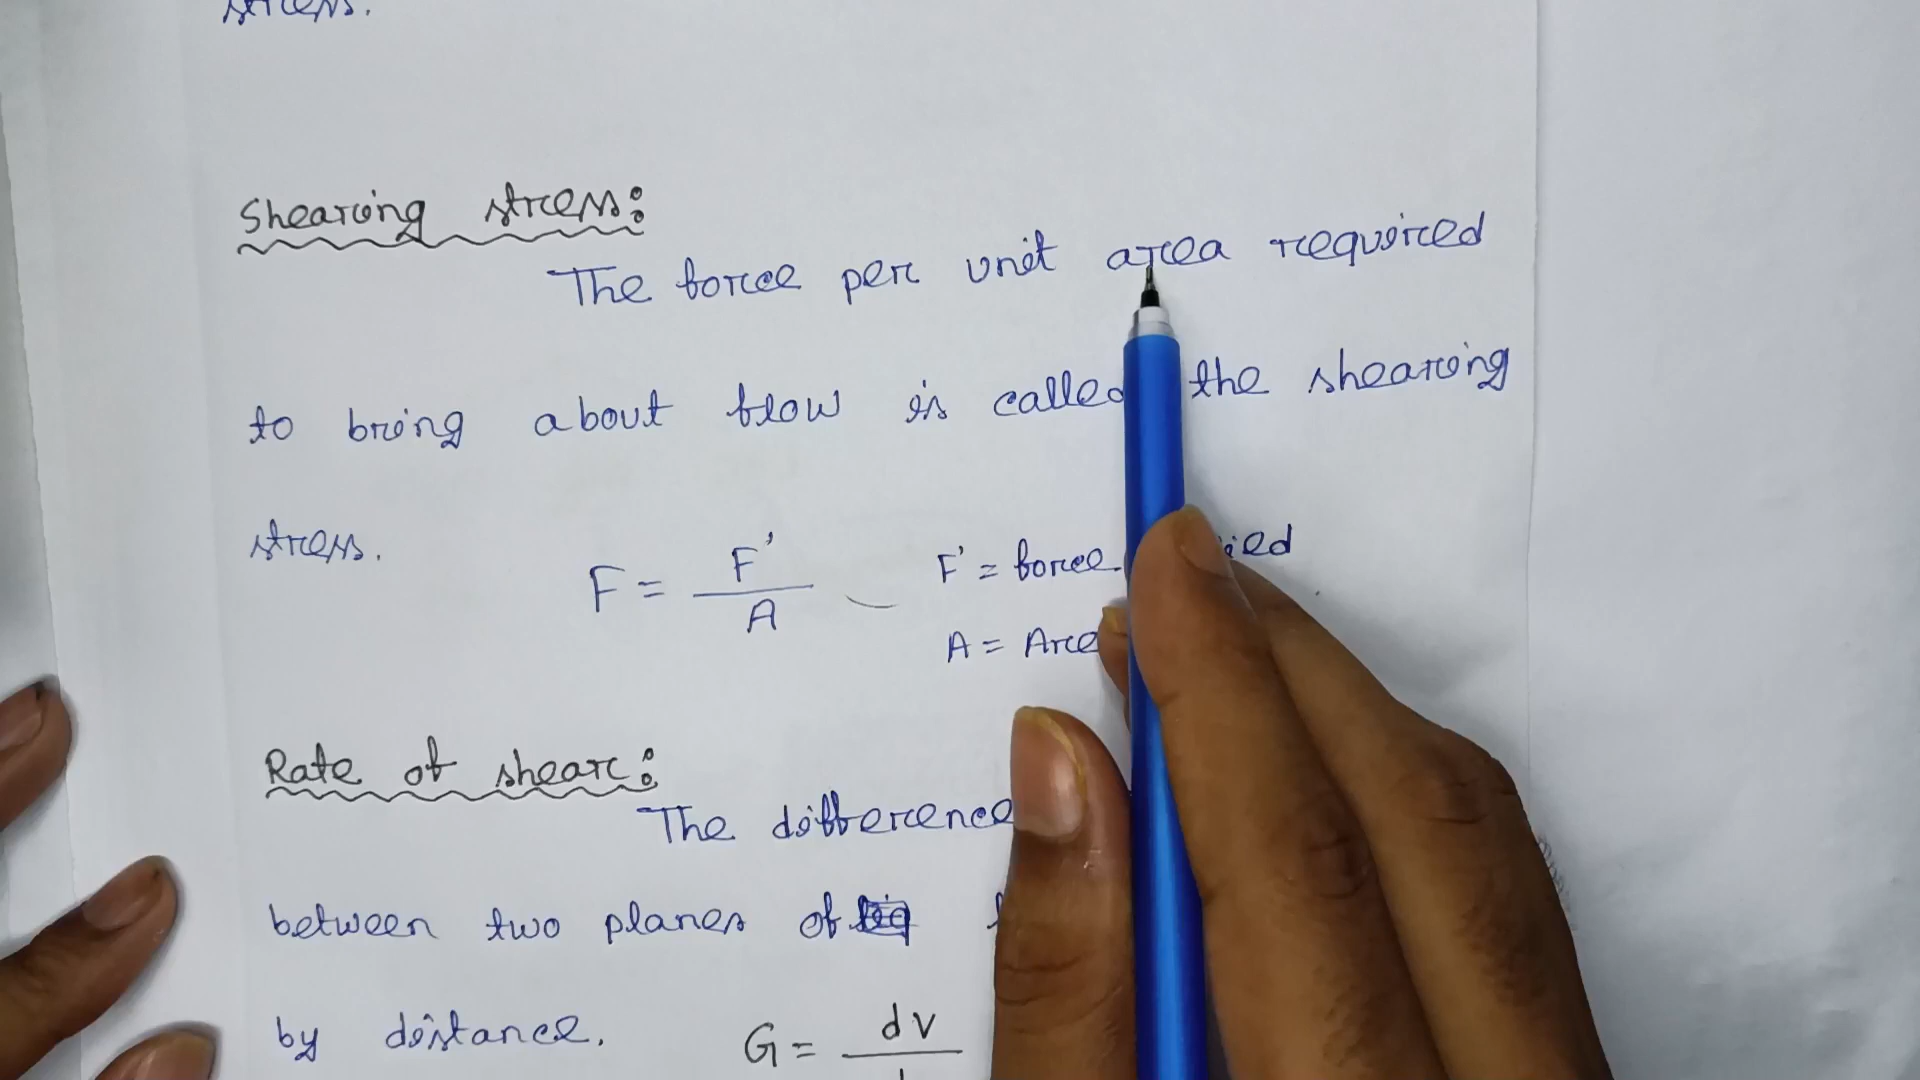 stress.
Shearing stress:
The force per unit area required
to bring about flow is called the shearing
stress.
F = F' / A
F' = force
A = Area
Rate of shear:
The difference
between two planes of
by distance.
G = dv